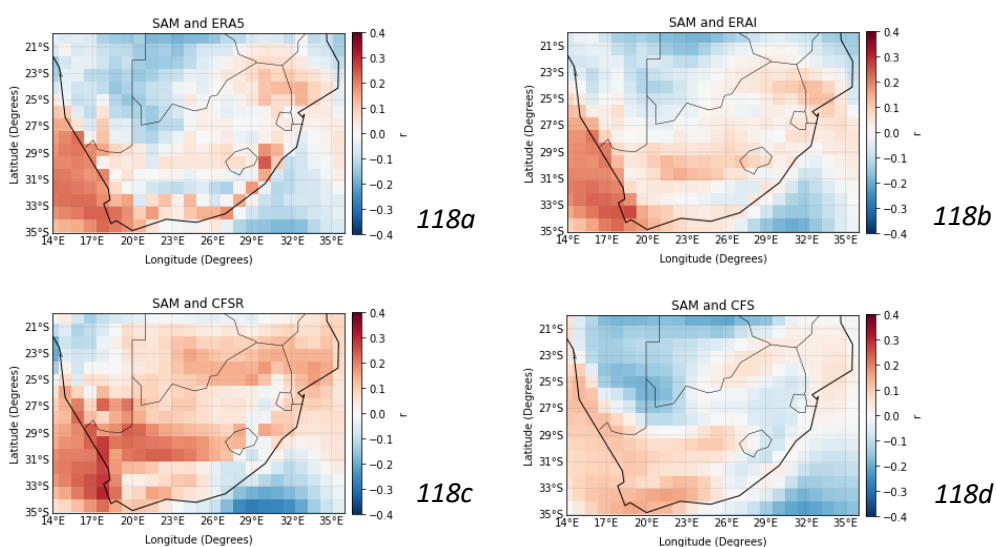 SAM and ERA5
21°S
23°S
25°S
27°S
29°S
31°S
33°S
35°S
Latitude (Degrees)
14°E 17°E 20°E 23°E 26°E 29°E 32°E 35°E
Longitude (Degrees)
0.4
0.3
0.2
0.1
0.0
−0.1
−0.2
−0.3
−0.4
r
118a
SAM and ERAI
21°S
23°S
25°S
27°S
29°S
31°S
33°S
35°S
Latitude (Degrees)
14°E 17°E 20°E 23°E 26°E 29°E 32°E 35°E
Longitude (Degrees)
0.4
0.3
0.2
0.1
0.0
−0.1
−0.2
−0.3
−0.4
r
118b
SAM and CFSR
21°S
23°S
25°S
27°S
29°S
31°S
33°S
35°S
Latitude (Degrees)
14°E 17°E 20°E 23°E 26°E 29°E 32°E 35°E
Longitude (Degrees)
0.4
0.3
0.2
0.1
0.0
−0.1
−0.2
−0.3
−0.4
r
118c
SAM and CFS
21°S
23°S
25°S
27°S
29°S
31°S
33°S
35°S
Latitude (Degrees)
14°E 17°E 20°E 23°E 26°E 29°E 32°E 35°E
Longitude (Degrees)
0.4
0.3
0.2
0.1
0.0
−0.1
−0.2
−0.3
−0.4
r
118d